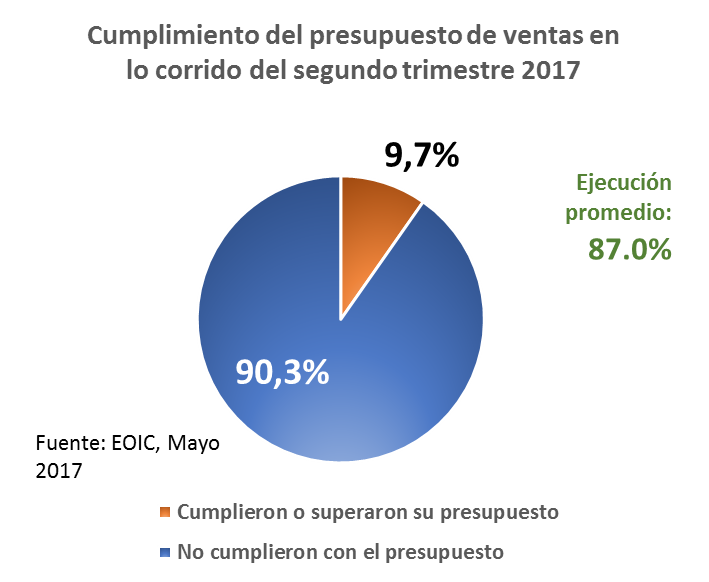 Cumplimiento del presupuesto de ventas en
lo corrido del segundo trimestre 2017
9,7%
Ejecución
promedio:
87.0%
90,3%
Fuente: EOIC, Mayo
2017
Cumplieron o superaron su presupuesto
No cumplieron con el presupuesto